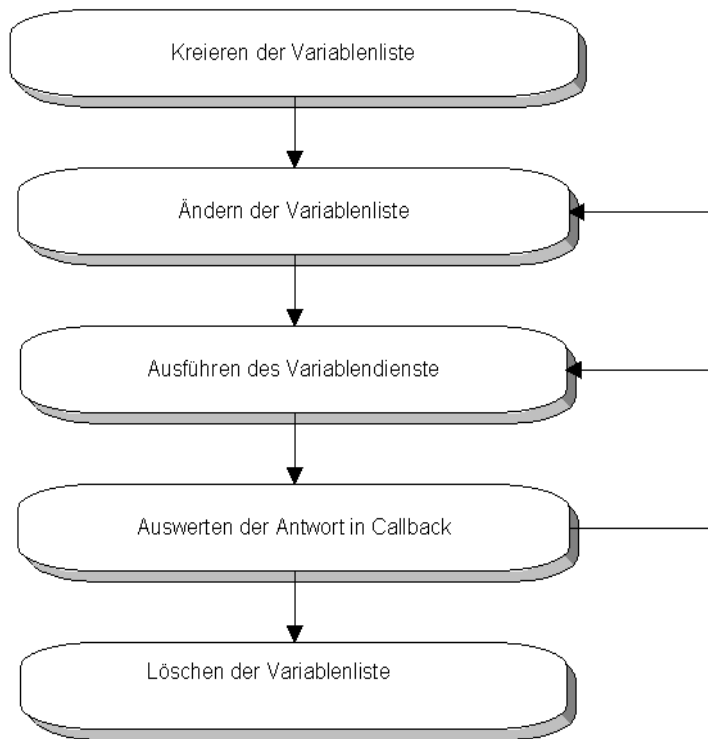 Kreieren der Variablenliste
Ändern der Variablenliste
Ausführen des Variablendienste
Auswerten der Antwort in Callback
Löschen der Variablenliste